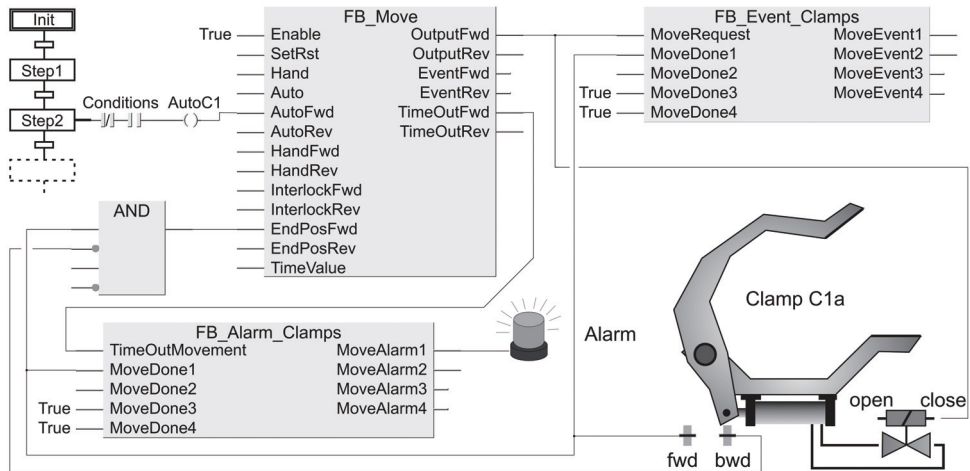 Init
Step1
Step2
Conditions AutoC1
FB_Move
True
Enable
SetRst
Hand
Auto
AutoFwd
AutoRev
HandFwd
HandRev
InterlockFwd
InterlockRev
EndPosFwd
EndPosRev
TimeValue
OutputFwd
OutputRev
EventFwd
EventRev
TimeOutFwd
TimeOutRev
FB_Event_Clamps
MoveRequest
MoveDone1
MoveDone2
True
MoveDone3
True
MoveDone4
MoveEvent1
MoveEvent2
MoveEvent3
MoveEvent4
AND
FB_Alarm_Clamps
TimeOutMovement
MoveDone1
MoveDone2
True
MoveDone3
True
MoveDone4
MoveAlarm1
MoveAlarm2
MoveAlarm3
MoveAlarm4
Alarm
Clamp C1a
open close
fwd bwd